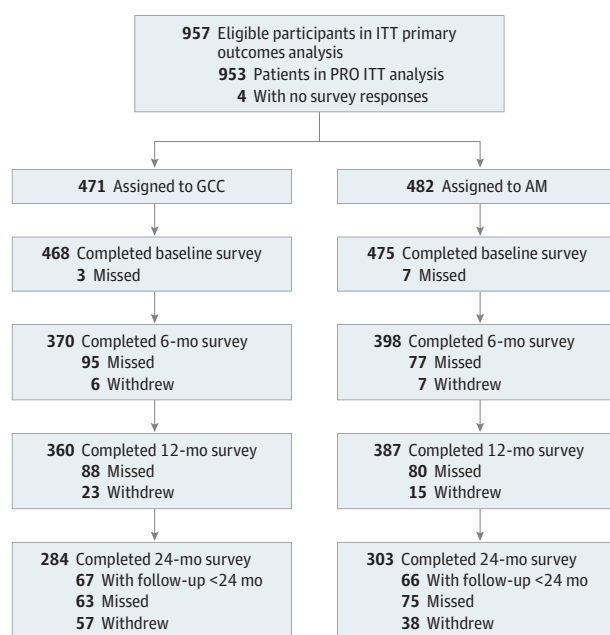 957 Eligible participants in ITT primary
outcomes analysis
953 Patients in PRO ITT analysis
4 With no survey responses
471 Assigned to GCC
482 Assigned to AM
468 Completed baseline survey
3 Missed
475 Completed baseline survey
7 Missed
370 Completed 6-mo survey
95 Missed
6 Withdrew
398 Completed 6-mo survey
77 Missed
7 Withdrew
360 Completed 12-mo survey
88 Missed
23 Withdrew
387 Completed 12-mo survey
80 Missed
15 Withdrew
284 Completed 24-mo survey
67 With follow-up <24 mo
63 Missed
57 Withdrew
303 Completed 24-mo survey
66 With follow-up <24 mo
75 Missed
38 Withdrew